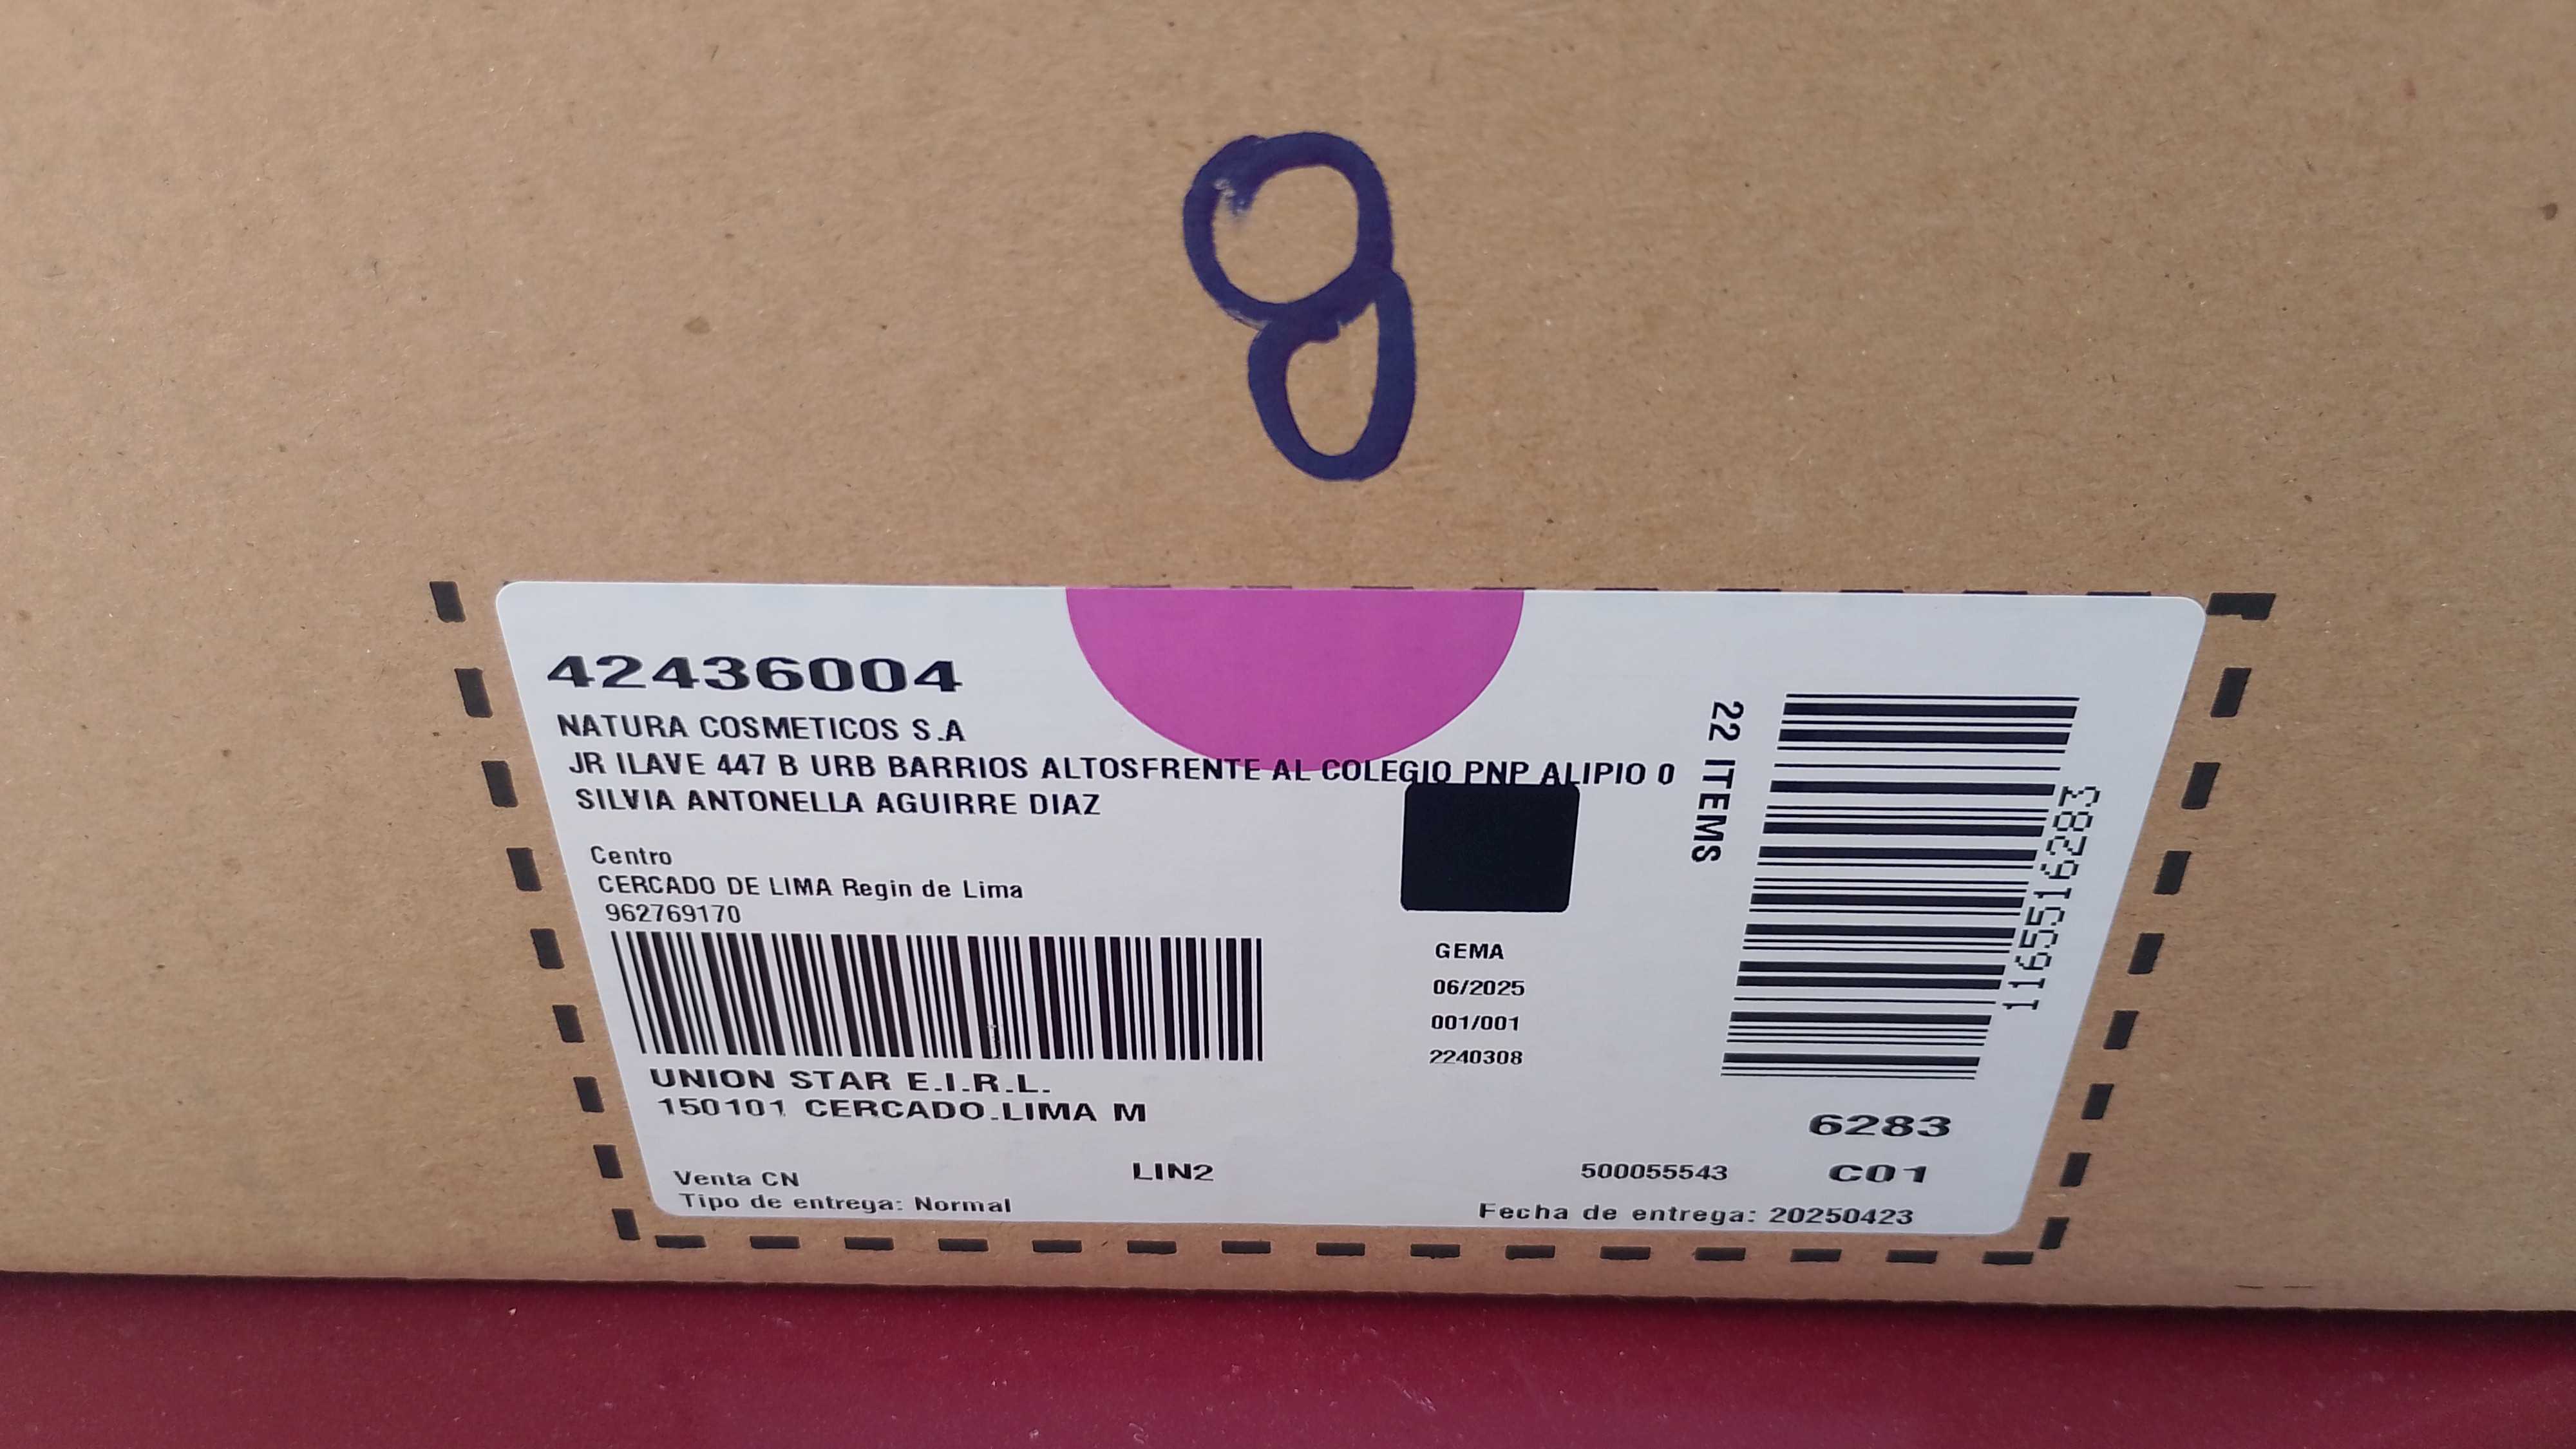 8
42436004
NATURA COSMETICOS S.A
JR ILAVE 447 B URB BARRIOS ALTOSFRENTE AL COLEGIO PNP ALIPIO 0
SILVIA ANTONELLA AGUIRRE DIAZ
Centro
CERCADO DE LIMA Regin de Lima
962769170
UNION STAR E.I.R.L.
150101 CERCADO.LIMA M
Venta CN
Tipo de entrega: Normal
LIN2
GEMA
06/2025
001/001
2240308
22 ITEMS
1165516283
6283
500055543 C01
Fecha de entrega: 20250423